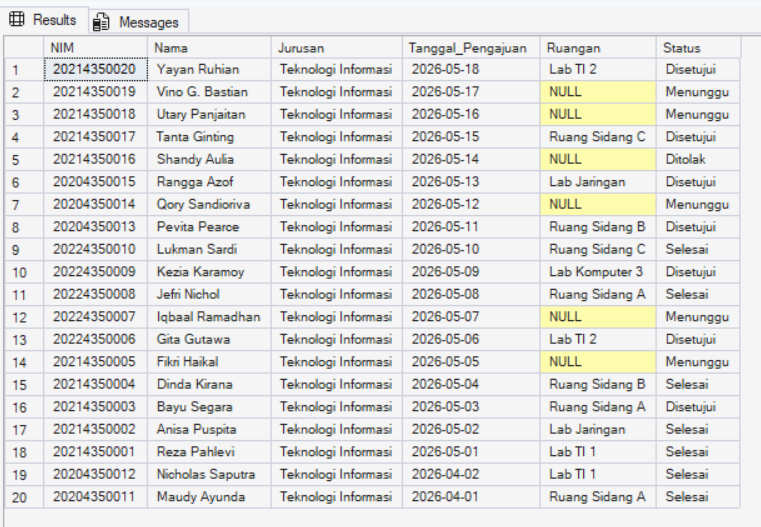 Results Messages
NIM Nama Jurusan Tanggal_Pengajuan Ruangan Status
1 20214350020 Yayan Ruhian Teknologi Informasi 2026-05-18 Lab TI 2 Disetujui
2 20214350019 Vino G. Bastian Teknologi Informasi 2026-05-17 NULL Menunggu
3 20214350018 Utary Panjaitan Teknologi Informasi 2026-05-16 NULL Menunggu
4 20214350017 Tanta Ginting Teknologi Informasi 2026-05-15 Ruang Sidang C Disetujui
5 20214350016 Shandy Aulia Teknologi Informasi 2026-05-14 NULL Ditolak
6 20204350015 Rangga Azof Teknologi Informasi 2026-05-13 Lab Jaringan Disetujui
7 20204350014 Qory Sandioriva Teknologi Informasi 2026-05-12 NULL Menunggu
8 20204350013 Pevita Pearce Teknologi Informasi 2026-05-11 Ruang Sidang B Disetujui
9 20224350010 Lukman Sardi Teknologi Informasi 2026-05-10 Ruang Sidang C Selesai
10 20224350009 Kezia Karamoy Teknologi Informasi 2026-05-09 Lab Komputer 3 Disetujui
11 20224350008 Jefri Nichol Teknologi Informasi 2026-05-08 Ruang Sidang A Selesai
12 20224350007 Iqbaal Ramadhan Teknologi Informasi 2026-05-07 NULL Menunggu
13 20224350006 Gita Gutawa Teknologi Informasi 2026-05-06 Lab TI 2 Disetujui
14 20214350005 Fikri Haikal Teknologi Informasi 2026-05-05 NULL Menunggu
15 20214350004 Dinda Kirana Teknologi Informasi 2026-05-04 Ruang Sidang B Selesai
16 20214350003 Bayu Segara Teknologi Informasi 2026-05-03 Ruang Sidang A Disetujui
17 20214350002 Anisa Puspita Teknologi Informasi 2026-05-02 Lab Jaringan Selesai
18 20214350001 Reza Pahlevi Teknologi Informasi 2026-05-01 Lab TI 1 Selesai
19 20204350012 Nicholas Saputra Teknologi Informasi 2026-04-02 Lab TI 1 Selesai
20 20204350011 Maudy Ayunda Teknologi Informasi 2026-04-01 Ruang Sidang A Selesai